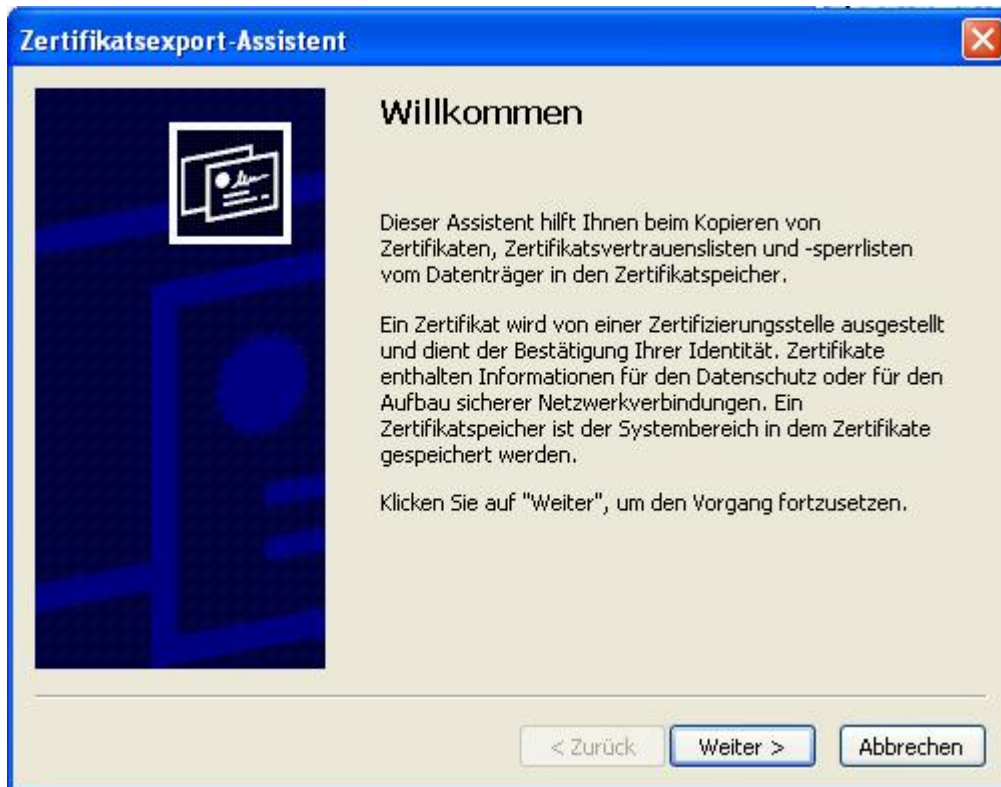 Zertifikatsexport-Assistent
Willkommen
Dieser Assistent hilft Ihnen beim Kopieren von
Zertifikaten, Zertifikatsvertrauenslisten und -sperrlisten
vom Datenträger in den Zertifikatspeicher.
Ein Zertifikat wird von einer Zertifizierungsstelle ausgestellt
und dient der Bestätigung Ihrer Identität. Zertifikate
enthalten Informationen für den Datenschutz oder für den
Aufbau sicherer Netzwerkverbindungen. Ein
Zertifikatspeicher ist der Systembereich in dem Zertifikate
gespeichert werden.
Klicken Sie auf "Weiter", um den Vorgang fortzusetzen.
< Zurück Weiter > Abbrechen